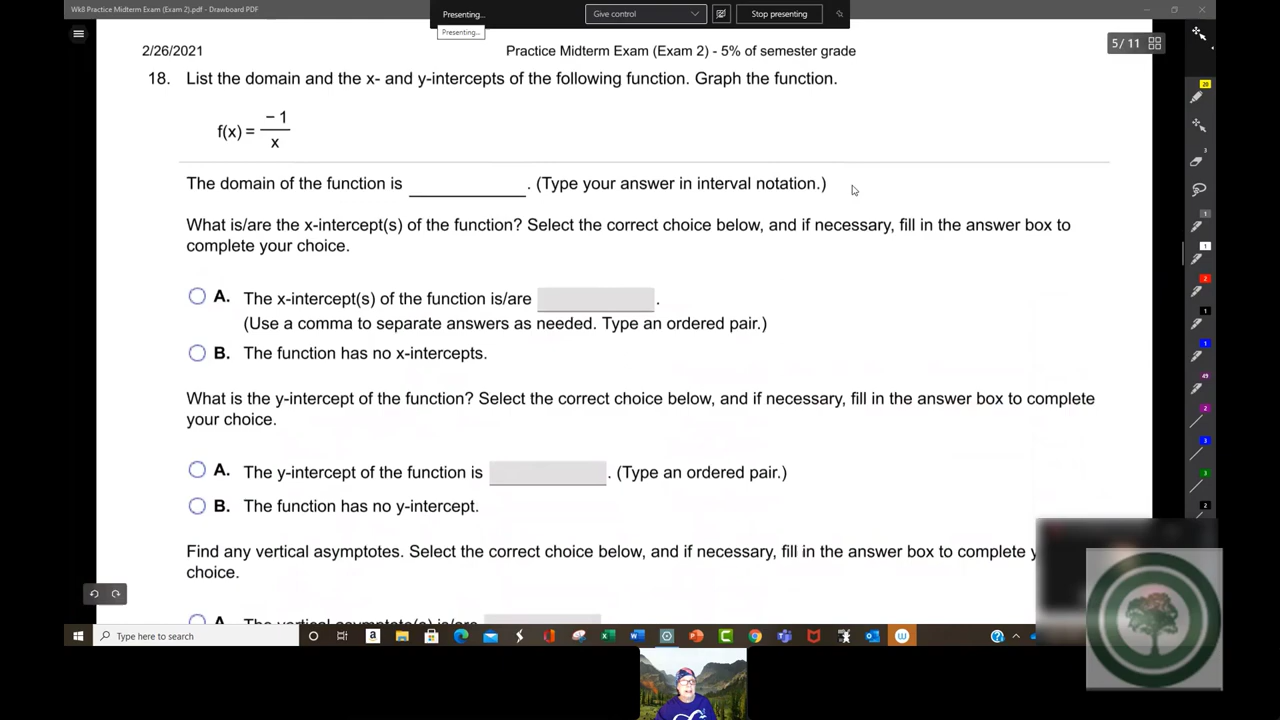 Wk8 Practice Midterm Exam (Exam 2).pdf - Drawboard PDF
Presenting...
Give control
Stop presenting
Presenting...
2/26/2021
Practice Midterm Exam (Exam 2) - 5% of semester grade
5 / 11
18. List the domain and the x- and y-intercepts of the following function. Graph the function.
f(x) = −1/x
The domain of the function is ________ . (Type your answer in interval notation.)
What is/are the x-intercept(s) of the function? Select the correct choice below, and if necessary, fill in the answer box to
complete your choice.
A. The x-intercept(s) of the function is/are .
(Use a comma to separate answers as needed. Type an ordered pair.)
B. The function has no x-intercepts.
What is the y-intercept of the function? Select the correct choice below, and if necessary, fill in the answer box to complete
your choice.
A. The y-intercept of the function is . (Type an ordered pair.)
B. The function has no y-intercept.
Find any vertical asymptotes. Select the correct choice below, and if necessary, fill in the answer box to complete
choice.
A. The vertical asymptote(s) is/are
Type here to search